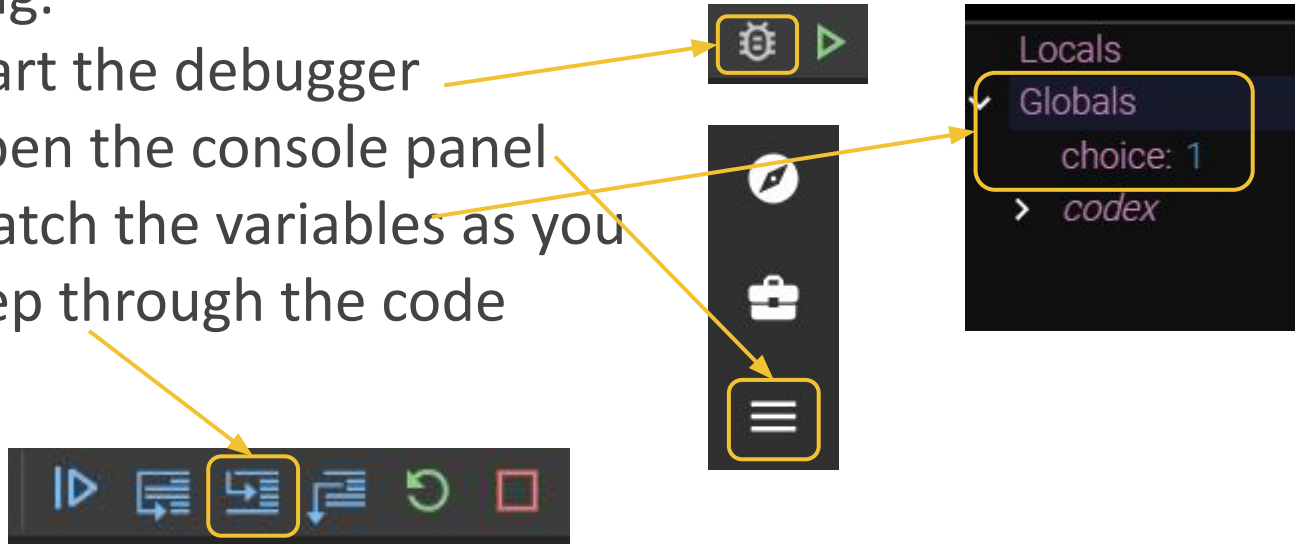 g.
art the debugger
pen the console panel
atch the variables as you
ep through the code
Locals
Globals
choice: 1
codex